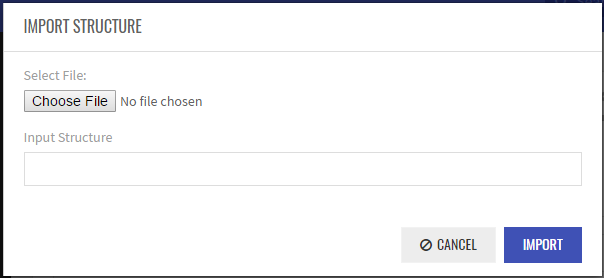 IMPORT STRUCTURE
Select File:
Choose File No file chosen
Input Structure
CANCEL IMPORT